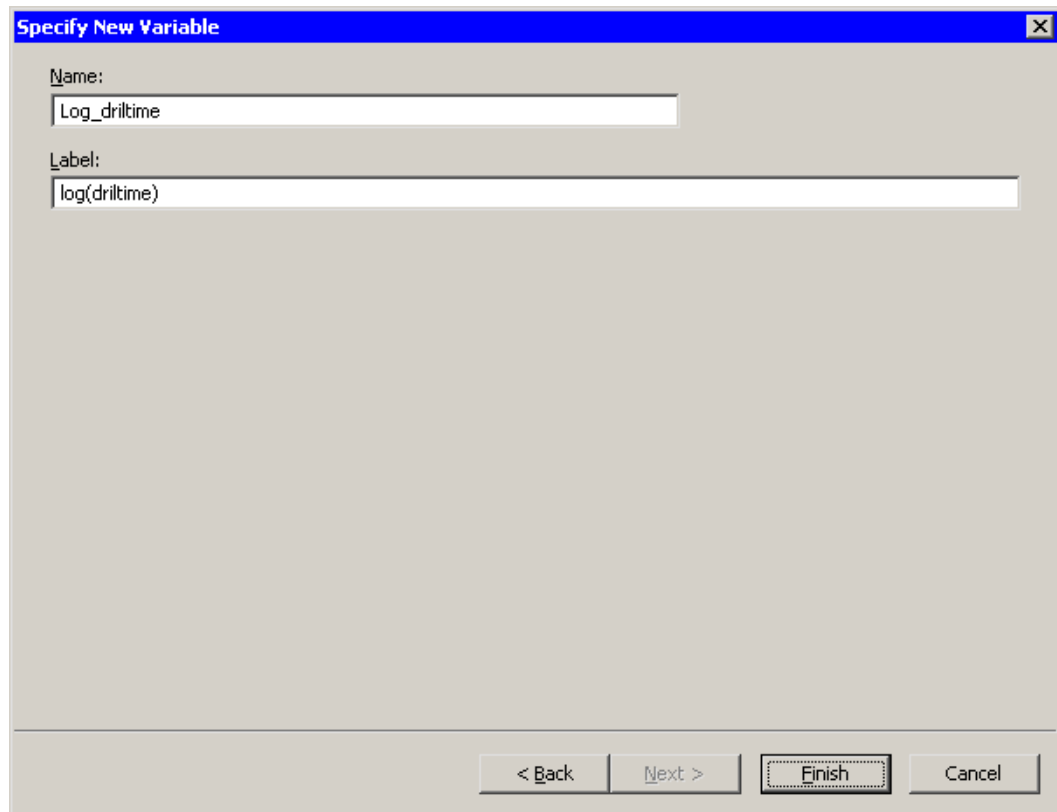 Specify New Variable
Name:
Log_driltime
Label:
log(driltime)
< Back Next > Finish Cancel